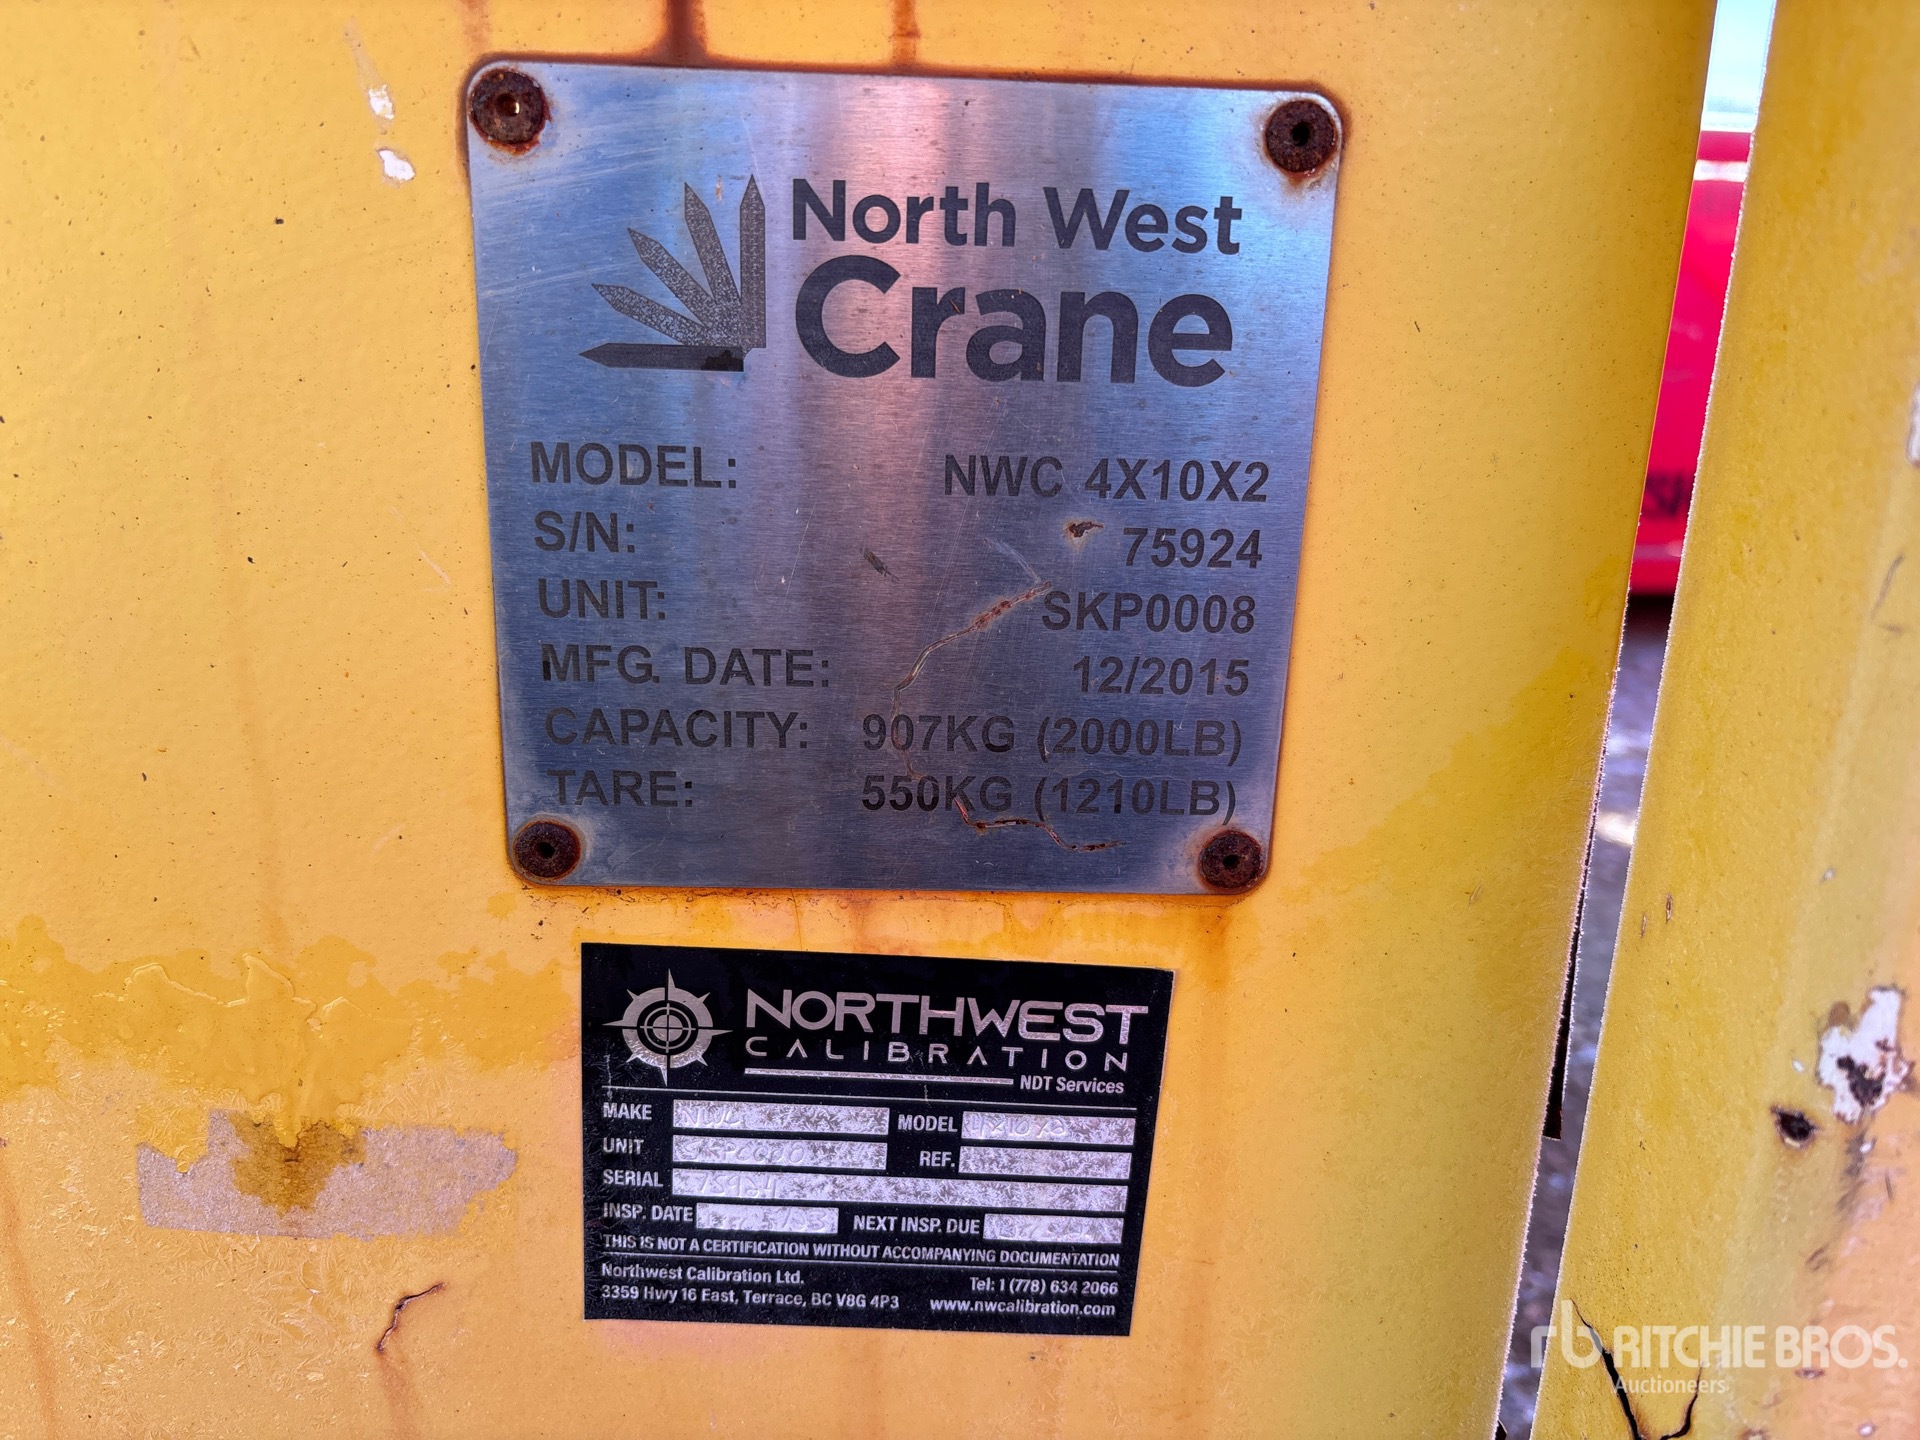 North West
Crane
MODEL: NWC 4X10X2
S/N: 75924
UNIT: SKP0008
MFG. DATE: 12/2015
CAPACITY: 907KG (2000LB)
TARE: 550KG (1210LB)
NORTHWEST
CALIBRATION
NDT Services
MAKE NWC MODEL
UNIT REF.
SERIAL 75924
INSP. DATE NEXT INSP. DUE
THIS IS NOT A CERTIFICATION WITHOUT ACCOMPANYING DOCUMENTATION
Northwest Calibration Ltd. Tel: 1 (778) 634 2066
3359 Hwy 16 East, Terrace, BC V8G 4P3 www.nwcalibration.com
rb RITCHIE BROS.
Auctioneers